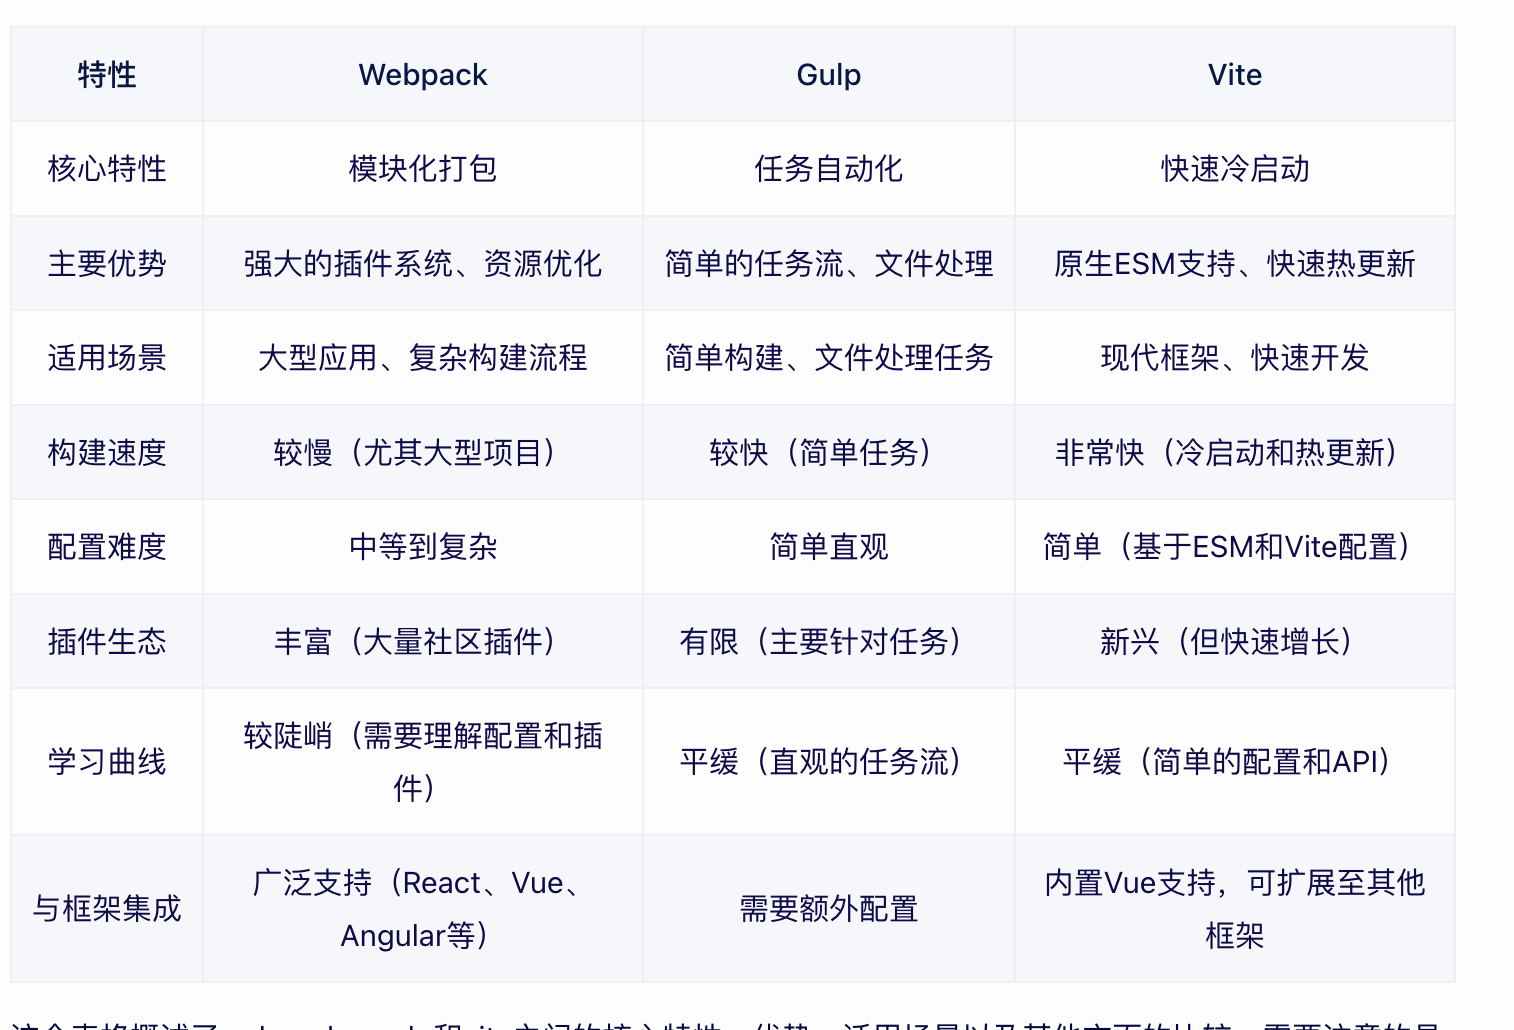 特性 Webpack Gulp Vite
核心特性 模块化打包 任务自动化 快速冷启动
主要优势 强大的插件系统、资源优化 简单的任务流、文件处理 原生ESM支持、快速热更新
适用场景 大型应用、复杂构建流程 简单构建、文件处理任务 现代框架、快速开发
构建速度 较慢（尤其大型项目） 较快（简单任务） 非常快（冷启动和热更新）
配置难度 中等到复杂 简单直观 简单（基于ESM和Vite配置）
插件生态 丰富（大量社区插件） 有限（主要针对任务） 新兴（但快速增长）
学习曲线 较陡峭（需要理解配置和插
件） 平缓（直观的任务流） 平缓（简单的配置和API）
与框架集成 广泛支持（React、Vue、
Angular等） 需要额外配置 内置Vue支持，可扩展至其他
框架